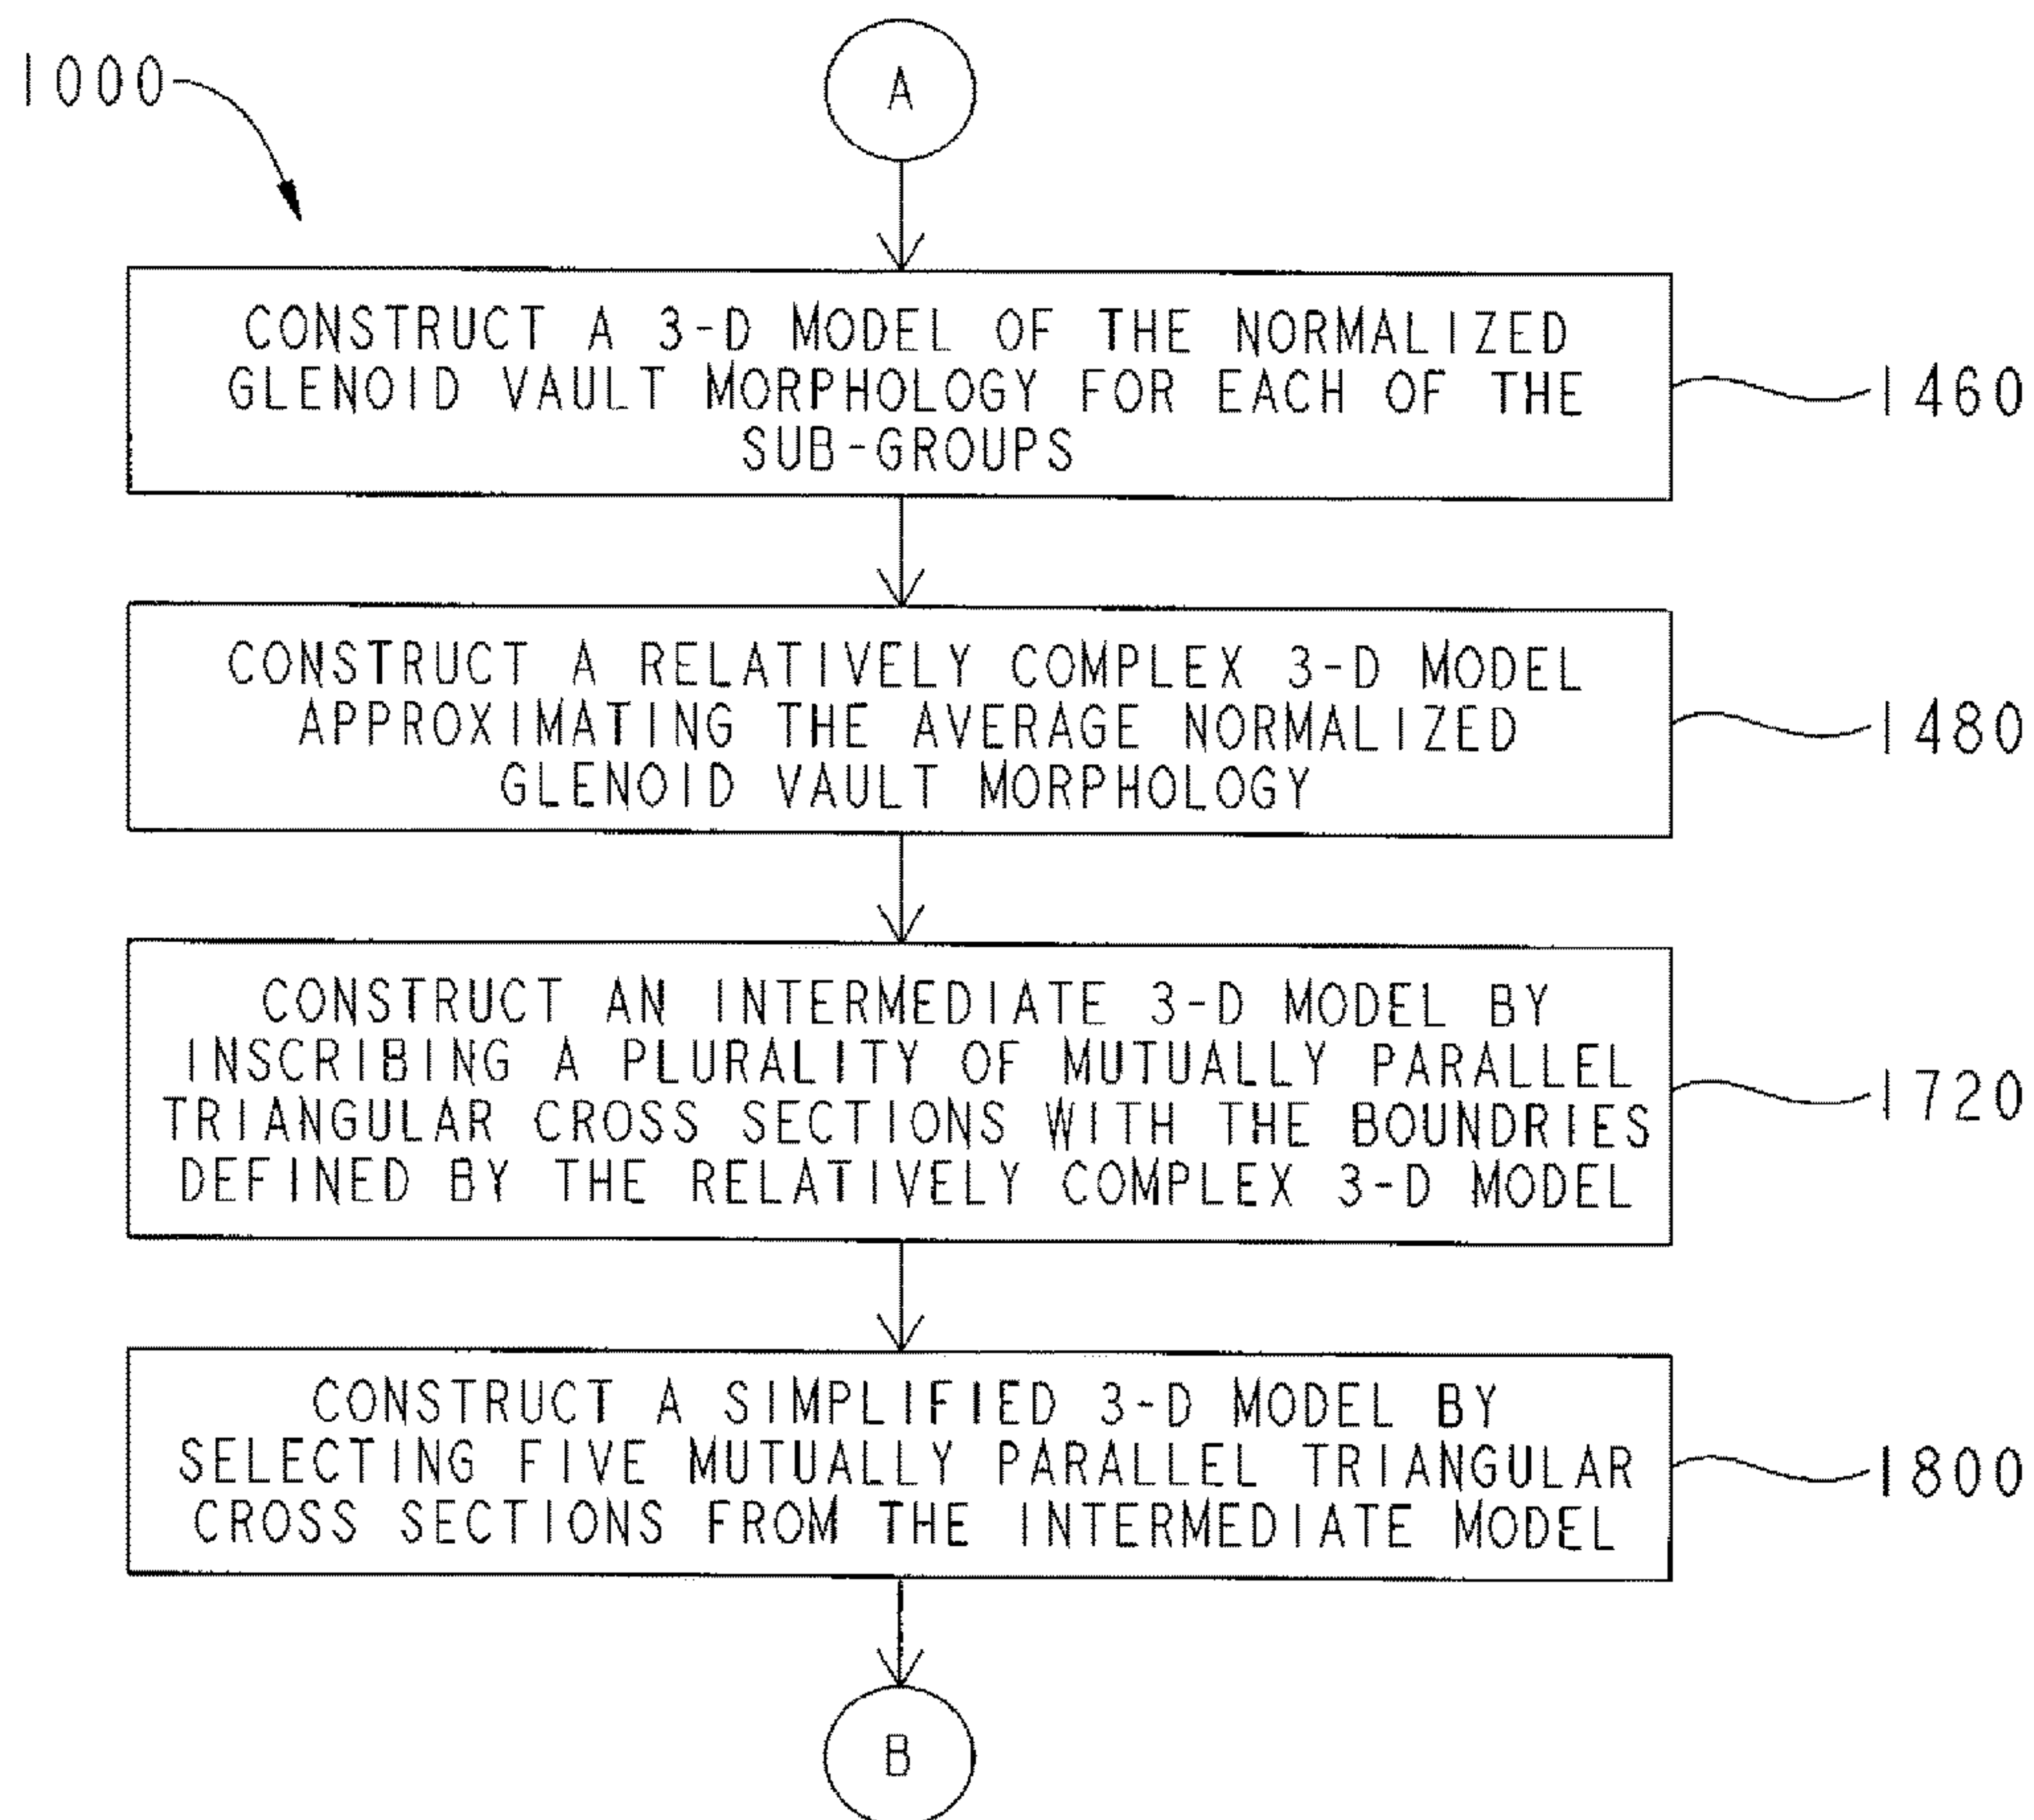 1000
A
CONSTRUCT A 3-D MODEL OF THE NORMALIZED
GLENOID VAULT MORPHOLOGY FOR EACH OF THE
SUB-GROUPS
1460
CONSTRUCT A RELATIVELY COMPLEX 3-D MODEL
APPROXIMATING THE AVERAGE NORMALIZED
GLENOID VAULT MORPHOLOGY
1480
CONSTRUCT AN INTERMEDIATE 3-D MODEL BY
INSCRIBING A PLURALITY OF MUTUALLY PARALLEL
TRIANGULAR CROSS SECTIONS WITH THE BOUNDRIES
DEFINED BY THE RELATIVELY COMPLEX 3-D MODEL
1720
CONSTRUCT A SIMPLIFIED 3-D MODEL BY
SELECTING FIVE MUTUALLY PARALLEL TRIANGULAR
CROSS SECTIONS FROM THE INTERMEDIATE MODEL
1800
B